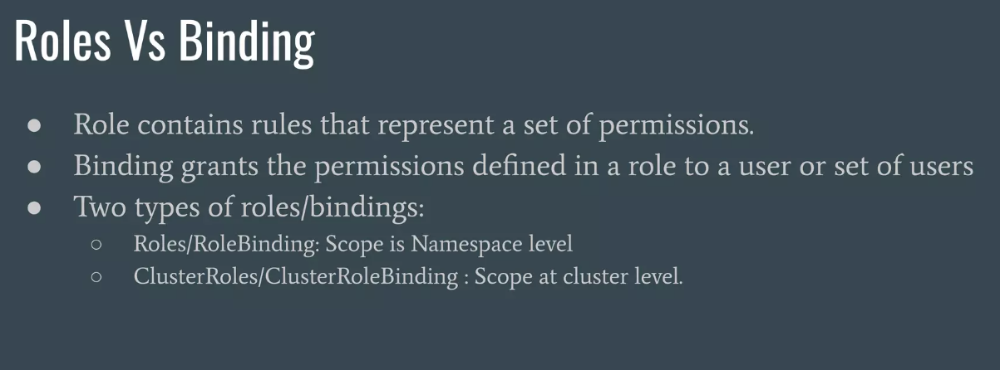 Roles Vs Binding
● Role contains rules that represent a set of permissions.
● Binding grants the permissions defined in a role to a user or set of users
● Two types of roles/bindings:
○ Roles/RoleBinding: Scope is Namespace level
○ ClusterRoles/ClusterRoleBinding : Scope at cluster level.